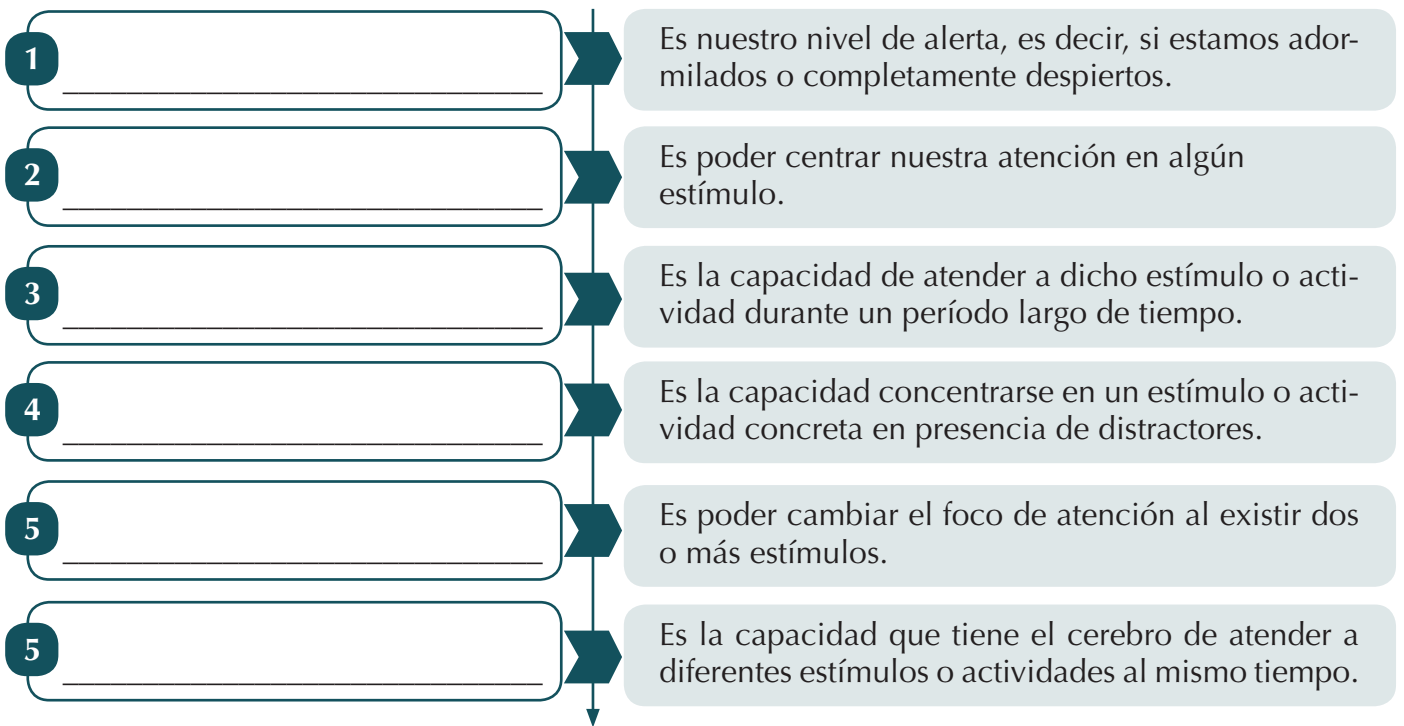 1
Es nuestro nivel de alerta, es decir, si estamos ador-
milados o completamente despiertos.
2
Es poder centrar nuestra atención en algún
estímulo.
3
Es la capacidad de atender a dicho estímulo o acti-
vidad durante un período largo de tiempo.
4
Es la capacidad concentrarse en un estímulo o acti-
vidad concreta en presencia de distractores.
5
Es poder cambiar el foco de atención al existir dos
o más estímulos.
5
Es la capacidad que tiene el cerebro de atender a
diferentes estímulos o actividades al mismo tiempo.